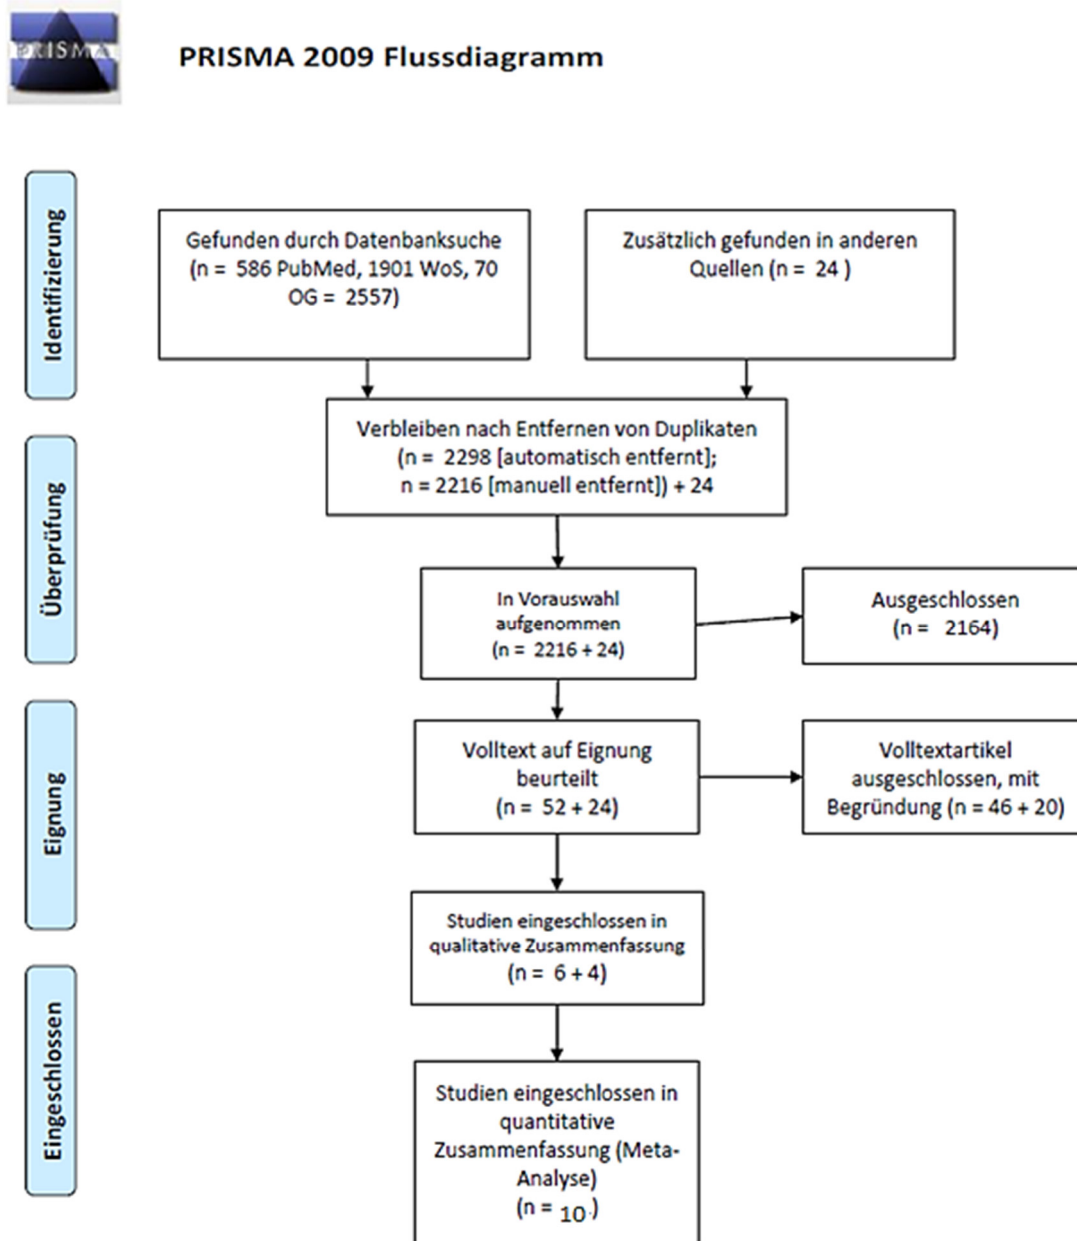 PRISMA
PRISMA 2009 Flussdiagramm
Identifizierung
Gefunden durch Datenbanksuche
(n = 586 PubMed, 1901 WoS, 70
OG = 2557)
Zusätzlich gefunden in anderen
Quellen (n = 24 )
Verbleiben nach Entfernen von Duplikaten
(n = 2298 [automatisch entfernt];
n = 2216 [manuell entfernt]) + 24
Überprüfung
In Vorauswahl
aufgenommen
(n = 2216 + 24)
Ausgeschlossen
(n = 2164)
Eignung
Volltext auf Eignung
beurteilt
(n = 52 + 24)
Volltextartikel
ausgeschlossen, mit
Begründung (n = 46 + 20)
Studien eingeschlossen in
qualitative Zusammenfassung
(n = 6 + 4)
Eingeschlossen
Studien eingeschlossen in
quantitative
Zusammenfassung (Meta-
Analyse)
(n = 10 )